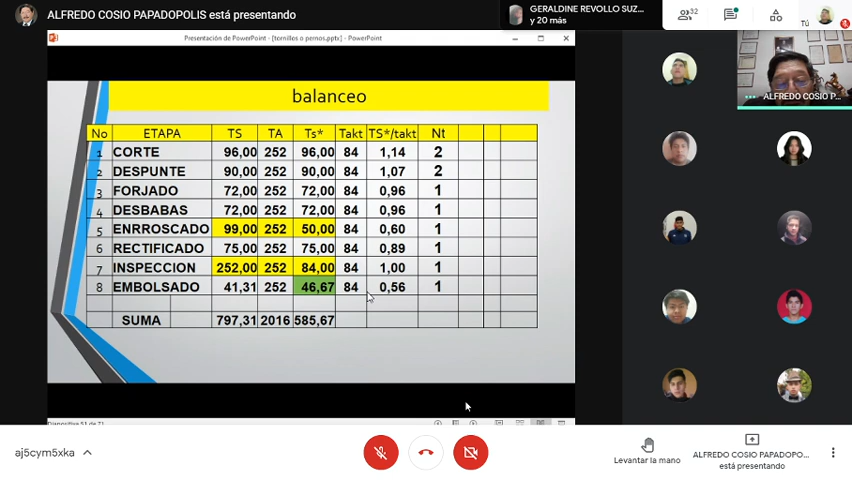 ALFREDO COSIO PAPADOPOLIS está presentando
GERALDINE REVOLLO SUZ...
y 20 más
32
Tú
Presentación de PowerPoint - [tornillos o pernos.pptx] - PowerPoint
ALFREDO COSIO P...
balanceo
No ETAPA TS TA Ts* Takt TS*/takt Nt
1 CORTE 96,00 252 96,00 84 1,14 2
2 DESPUNTE 90,00 252 90,00 84 1,07 2
3 FORJADO 72,00 252 72,00 84 0,96 1
4 DESBABAS 72,00 252 72,00 84 0,96 1
5 ENRROSCADO 99,00 252 50,00 84 0,60 1
6 RECTIFICADO 75,00 252 75,00 84 0,89 1
7 INSPECCION 252,00 252 84,00 84 1,00 1
8 EMBOLSADO 41,31 252 46,67 84 0,56 1
SUMA 797,31 2016 585,67
Diapositiva 51 de 71
aj5cym5xka
Levantar la mano
ALFREDO COSIO PAPADOPO...
está presentando